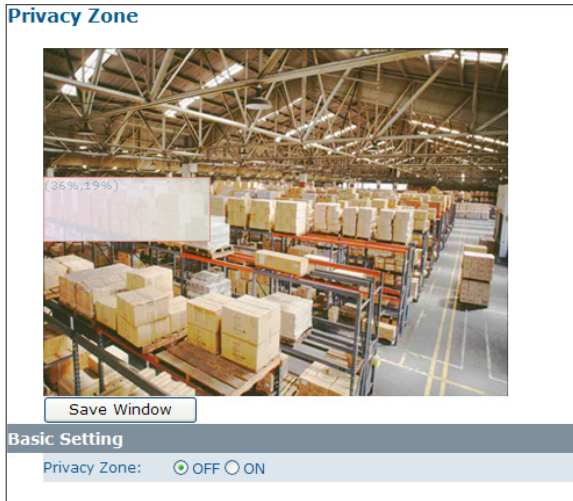 Privacy Zone
(36%,19%)
Save Window
Basic Setting
Privacy Zone: OFF ON